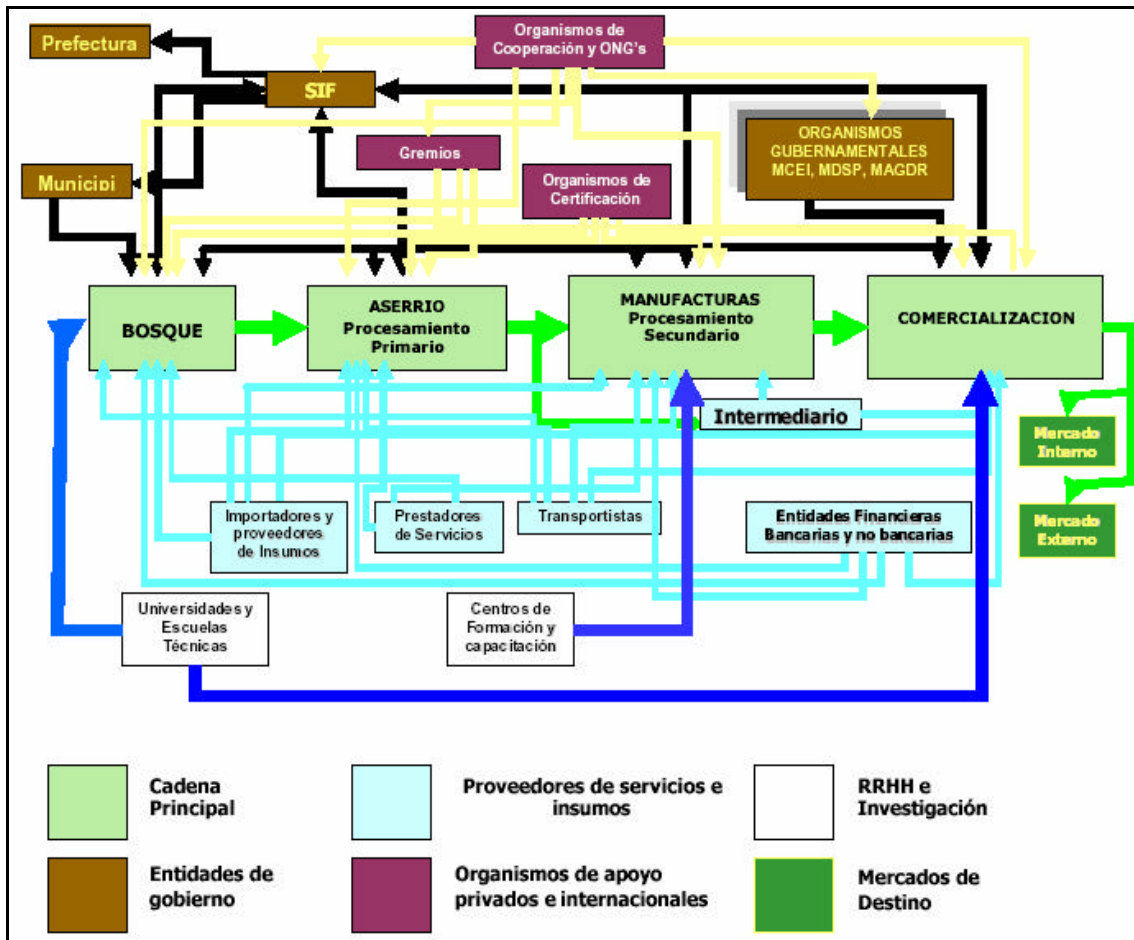 Organismos de
Cooperación y ONG's
Prefectura
SIF
Gremios
ORGANISMOS
GUBERNAMENTALES
MCEI, MDSP, MAGDR
Municipi
Organismos de
Certificación
BOSQUE
ASERRIO
Procesamiento
Primario
MANUFACTURAS
Procesamiento
Secundario
COMERCIALIZACION
Intermediario
Mercado
Interno
Importadores y
proveedores
de Insumos
Prestadores
de Servicios
Transportistas
Entidades Financieras
Bancarias y no bancarias
Mercado
Externo
Universidades y
Escuelas
Técnicas
Centros de
Formación y
capacitación
Cadena
Principal
Proveedores de servicios e
insumos
RRHH e
Investigación
Entidades de
gobierno
Organismos de apoyo
privados e internacionales
Mercados de
Destino